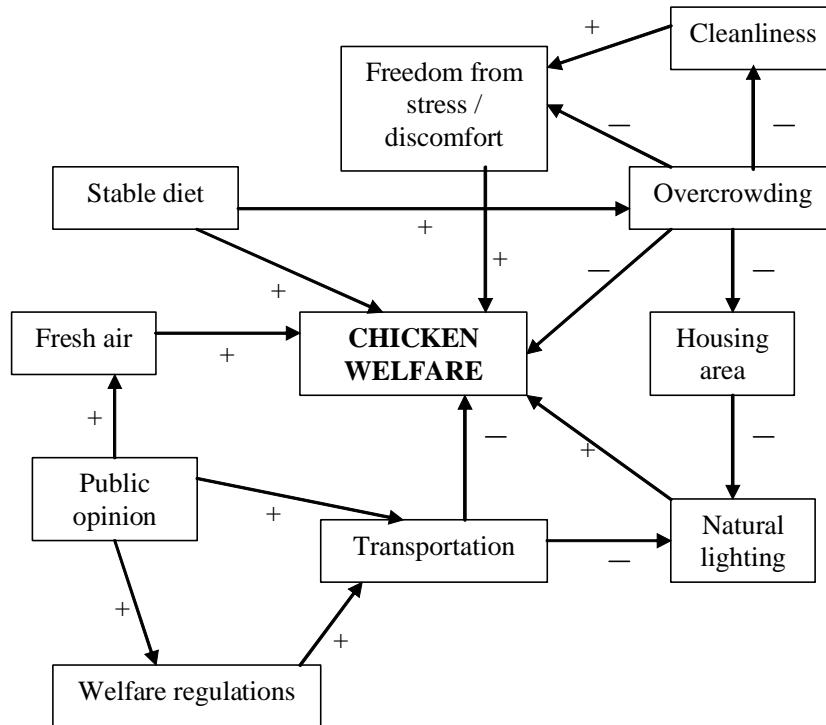 Cleanliness
+
Freedom from
stress /
discomfort
—
—
Stable diet
Overcrowding
+
+
+
—
—
Fresh air
CHICKEN
WELFARE
Housing
area
+
+
—
—
+
Public
opinion
+
Transportation
Natural
lighting
—
+
+
Welfare regulations